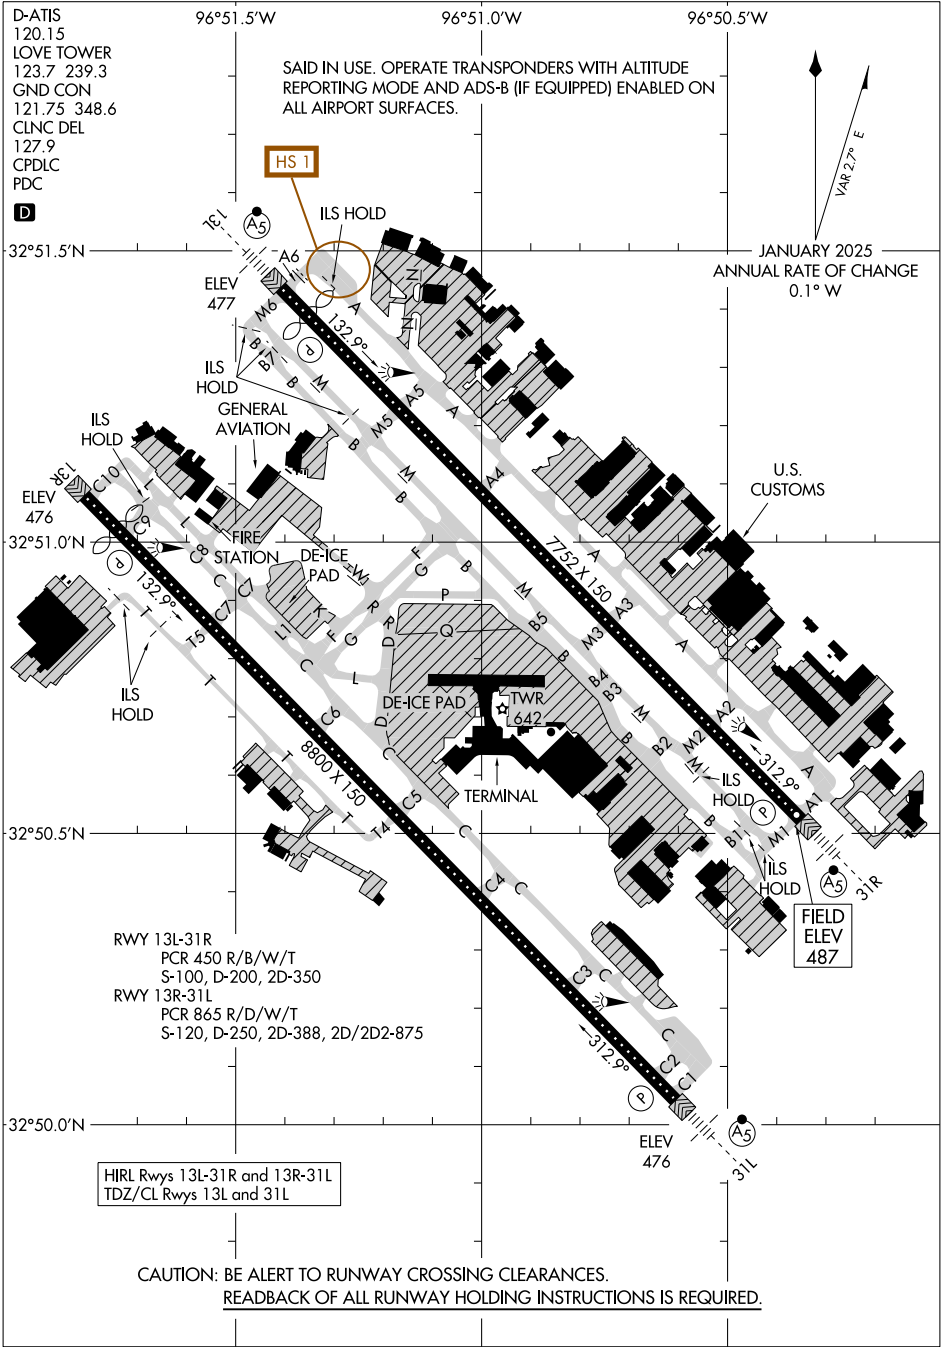 D-ATIS
120.15
LOVE TOWER
123.7 239.3
GND CON
121.75 348.6
CLNC DEL
127.9
CPDLC
PDC
D
96°51.5'W
96°51.0'W
96°50.5'W
SAID IN USE. OPERATE TRANSPONDERS WITH ALTITUDE
REPORTING MODE AND ADS-B (IF EQUIPPED) ENABLED ON
ALL AIRPORT SURFACES.
VAR 2.7° E
JANUARY 2025
ANNUAL RATE OF CHANGE
0.1° W
HS 1
ILS HOLD
13L
A5
A6
32°51.5'N
ELEV
477
M6
A
N
N
132.9°
P
B
B7
B
M
ILS
HOLD
A5
A
M5
B
GENERAL
AVIATION
ILS
HOLD
M
B
A4
U.S.
CUSTOMS
13R
C10
ELEV
476
C9
L
FIRE
STATION
32°51.0'N
P
132.9°
C8
C
C7
C7
DE-ICE
PAD
W
G
F
B
M
7752 X 150
A
A3
A
R
R
P
Q
B5
M3
K
F
G
L1
D
T
T5
T
C
L
B
B4
B3
ILS
HOLD
DE-ICE PAD
TWR
642
D
C6
C
M
B
B2
M2
A2
M
312.9°
A
8800 X 150
T
T
T4
C5
C
TERMINAL
ILS
HOLD
P
B
B1
M1
A1
32°50.5'N
ILS
HOLD
A5
31R
FIELD
ELEV
487
C4
C
RWY 13L-31R
PCR 450 R/B/W/T
S-100, D-200, 2D-350
RWY 13R-31L
PCR 865 R/D/W/T
S-120, D-250, 2D-388, 2D/2D2-875
C3
C
312.9°
C
C2
C1
P
32°50.0'N
ELEV
476
A5
31L
HIRL Rwys 13L-31R and 13R-31L
TDZ/CL Rwys 13L and 31L
CAUTION: BE ALERT TO RUNWAY CROSSING CLEARANCES.
READBACK OF ALL RUNWAY HOLDING INSTRUCTIONS IS REQUIRED.